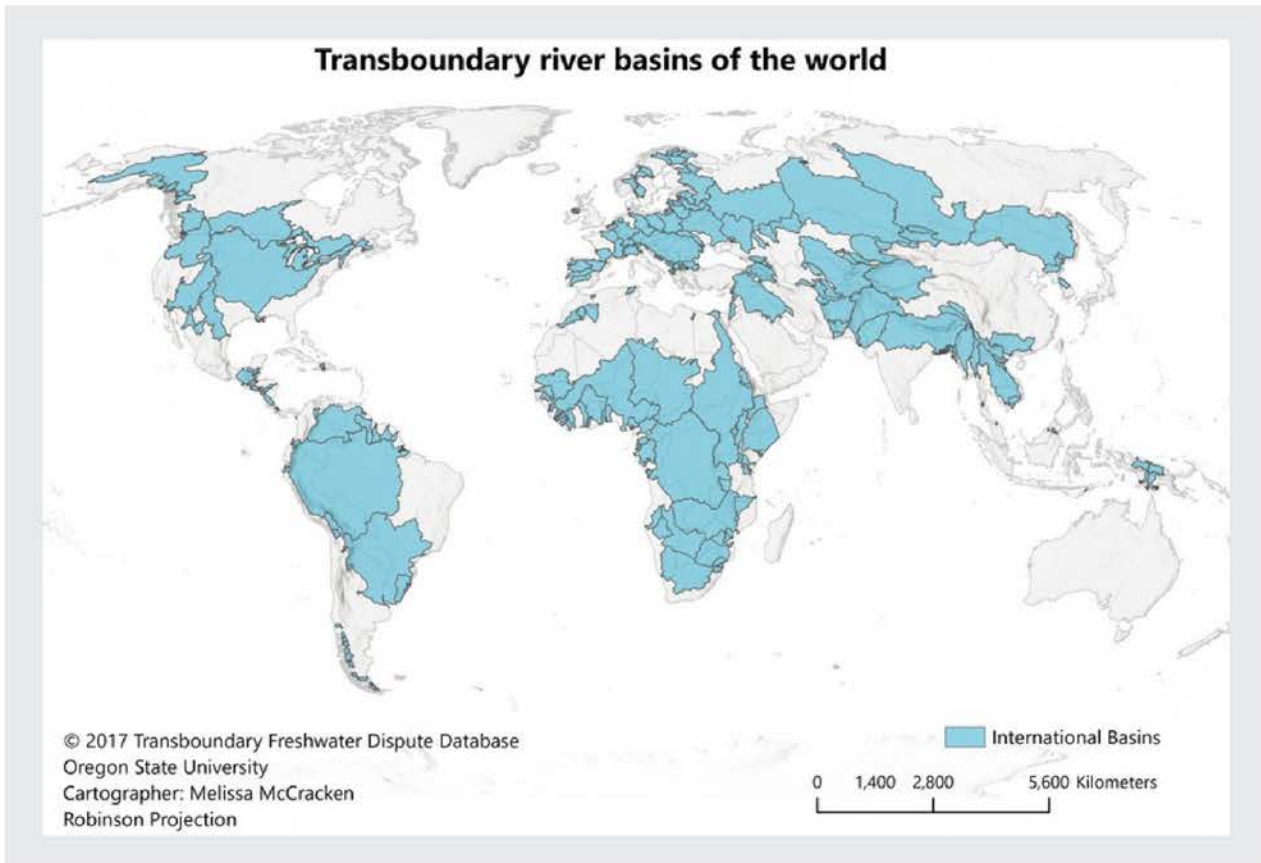 Transboundary river basins of the world
© 2017 Transboundary Freshwater Dispute Database
Oregon State University
Cartographer: Melissa McCracken
Robinson Projection
International Basins
0 1,400 2,800 5,600 Kilometers